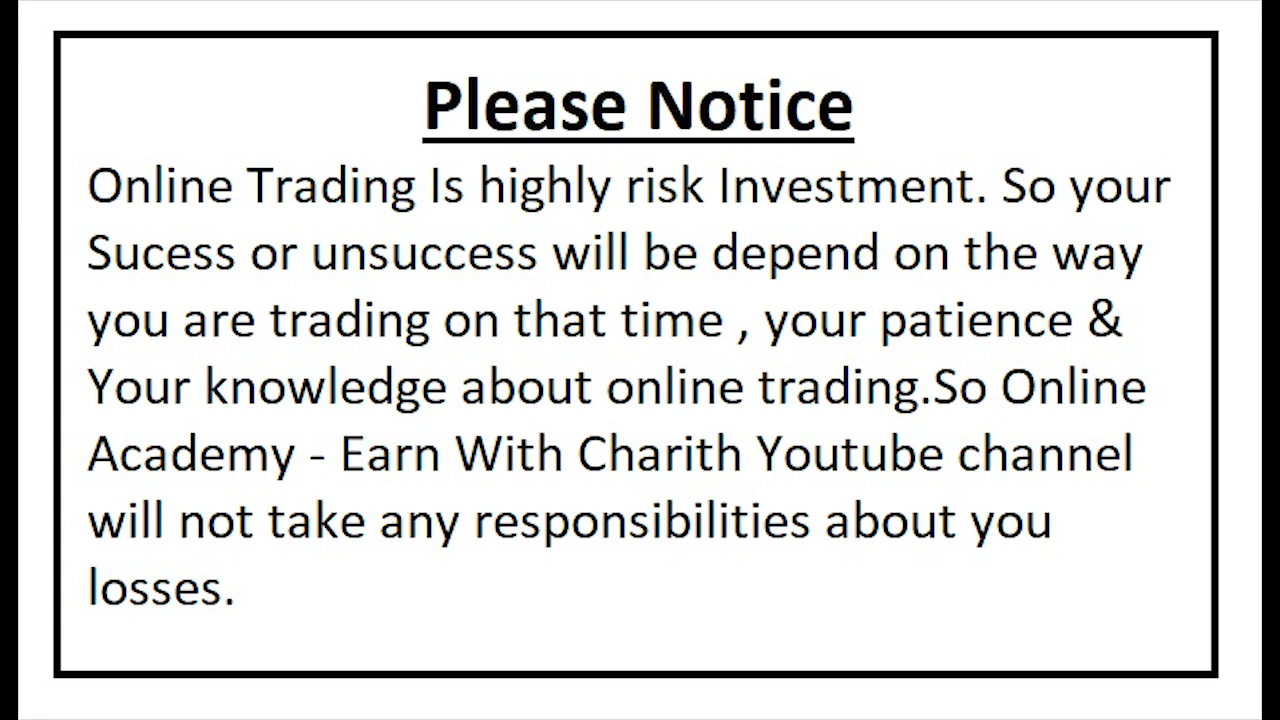 Please Notice
Online Trading Is highly risk Investment. So your
Sucess or unsuccess will be depend on the way
you are trading on that time , your patience &
Your knowledge about online trading.So Online
Academy - Earn With Charith Youtube channel
will not take any responsibilities about you
losses.